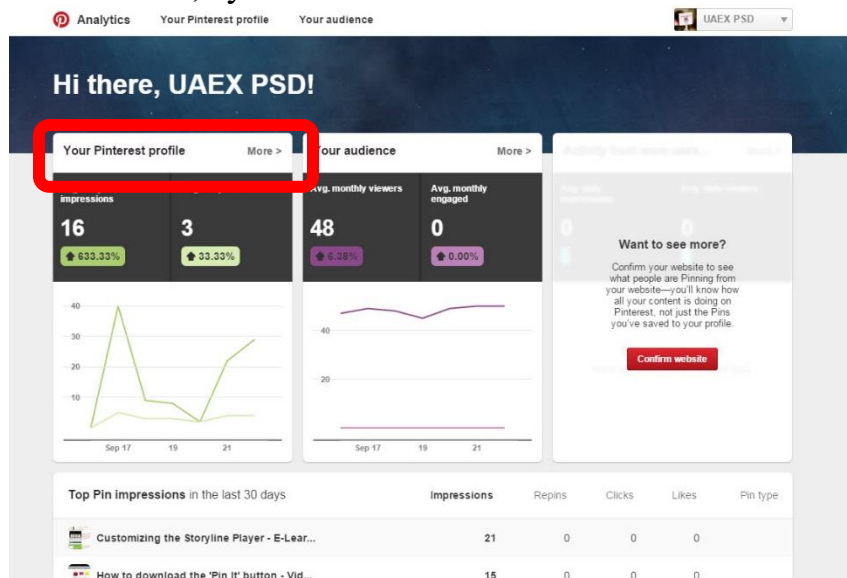 Analytics Your Pinterest profile Your audience UAEX PSD
Hi there, UAEX PSD!
Your Pinterest profile More >
impressions
16 3
633.33% 33.33%
40
30
20
10
Sep 17 19 21
Your audience More >
Avg. monthly viewers Avg. monthly
engaged
48 0
6.38% 0.00%
40
20
Sep 17 19 21
Want to see more?
Confirm your website to see
what people are Pinning from
your website—you'll know how
all your content is doing on
Pinterest, not just the Pins
you've saved to your profile.
Confirm website
Top Pin impressions in the last 30 days Impressions Repins Clicks Likes Pin type
Customizing the Storyline Player - E-Lear... 21 0 0 0
How to download the 'Pin It' button - Vid... 15 0 0 0